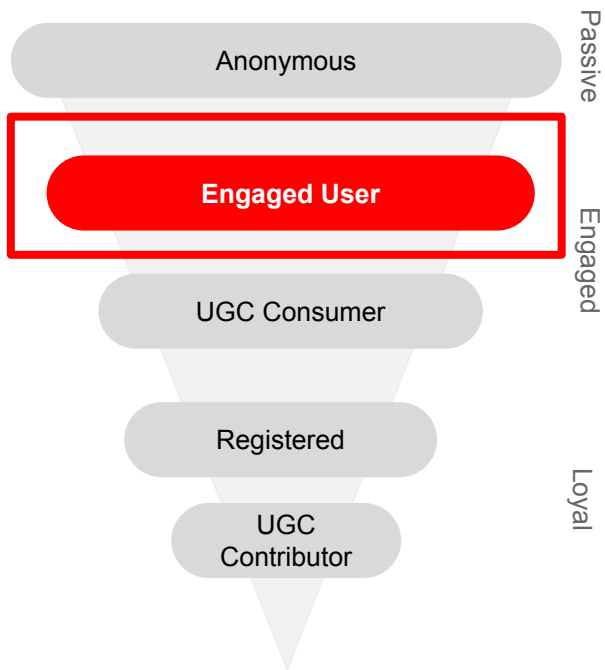 Anonymous
Passive
Engaged User
Engaged
UGC Consumer
Registered
Loyal
UGC
Contributor